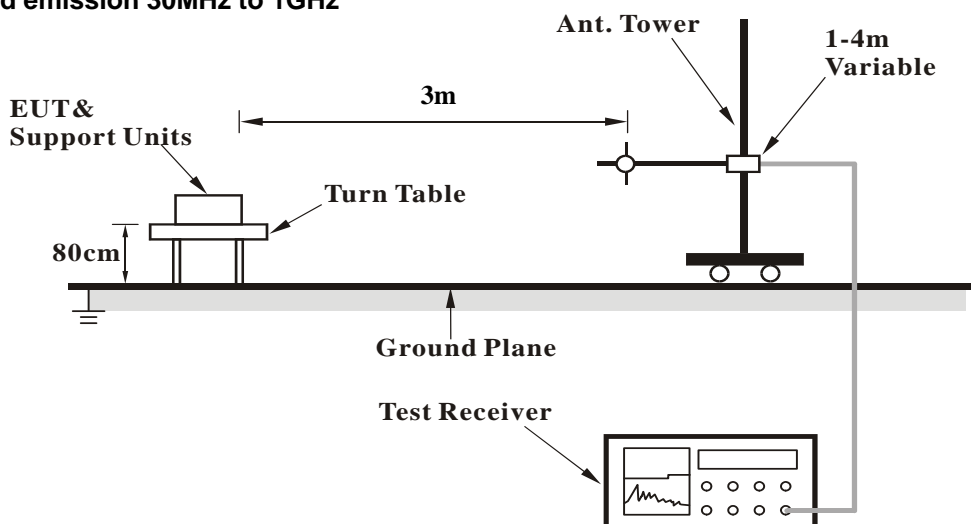 emission 30MHz to 1GHz
Ant. Tower
1-4m
Variable
3m
EUT&
Support Units
Turn Table
80cm
Ground Plane
Test Receiver